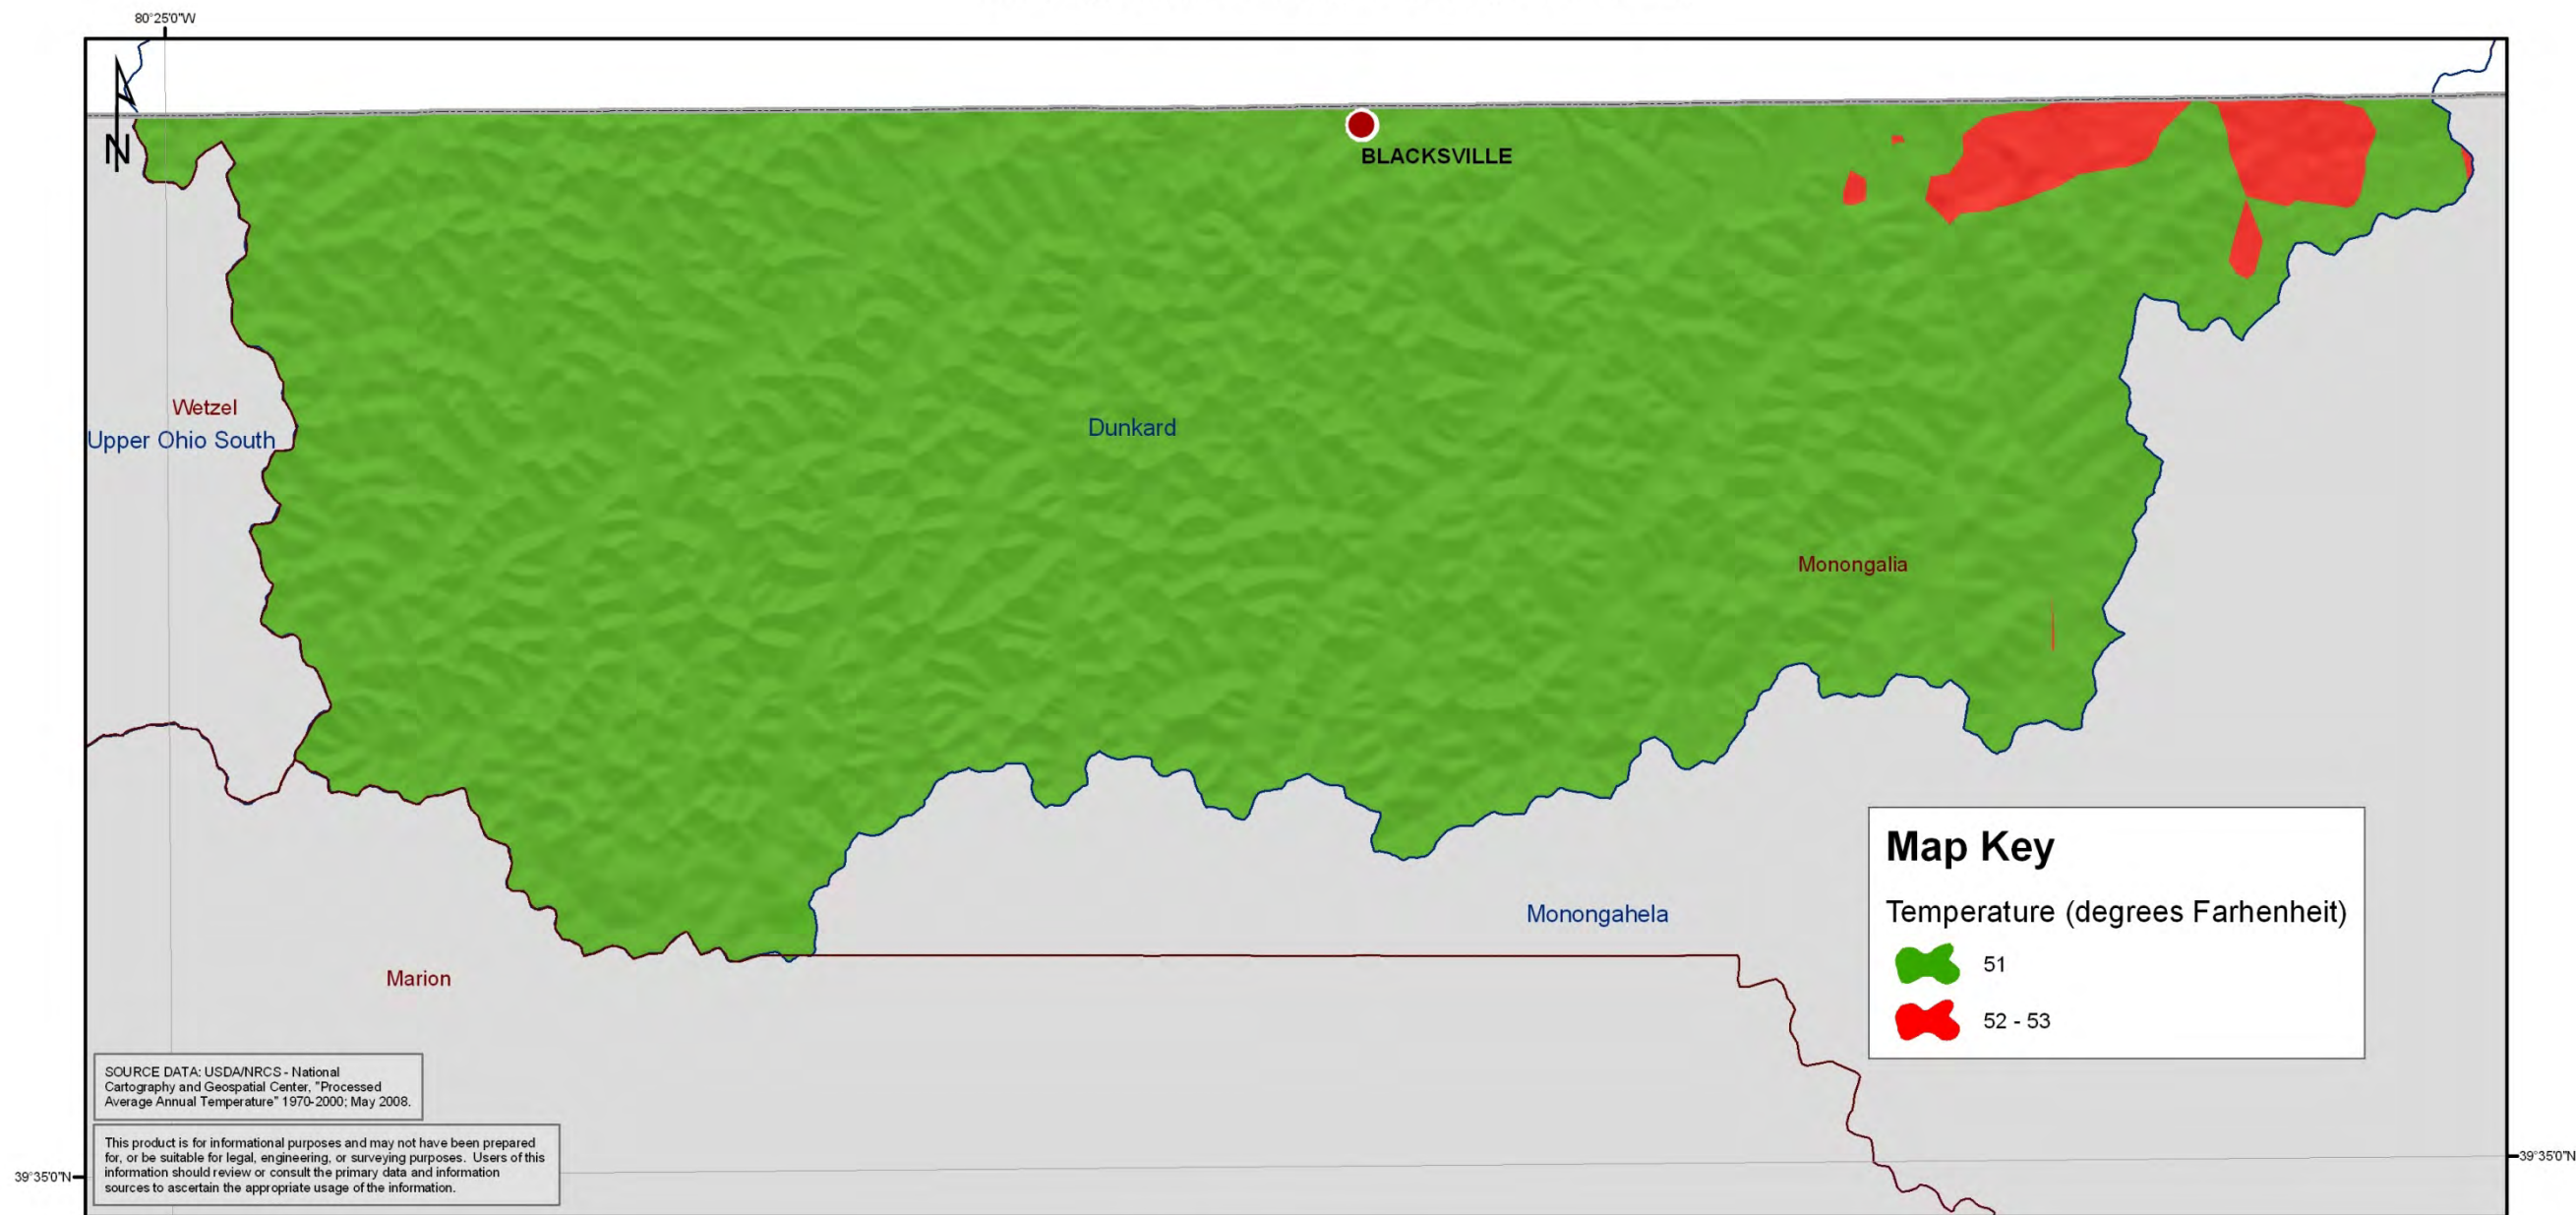 80°25'0"W
N
BLACKSVILLE
Wetzel
Upper Ohio South
Dunkard
Monongalia
Monongahela
Marion
Map Key
Temperature (degrees Farhenheit)
51
52 - 53
SOURCE DATA: USDA/NRCS - National
Cartography and Geospatial Center, "Processed
Average Annual Temperature" 1970-2000; May 2008.
This product is for informational purposes and may not have been prepared
for, or be suitable for legal, engineering, or surveying purposes. Users of this
information should review or consult the primary data and information
sources to ascertain the appropriate usage of the information.
39°35'0"N
39°35'0"N